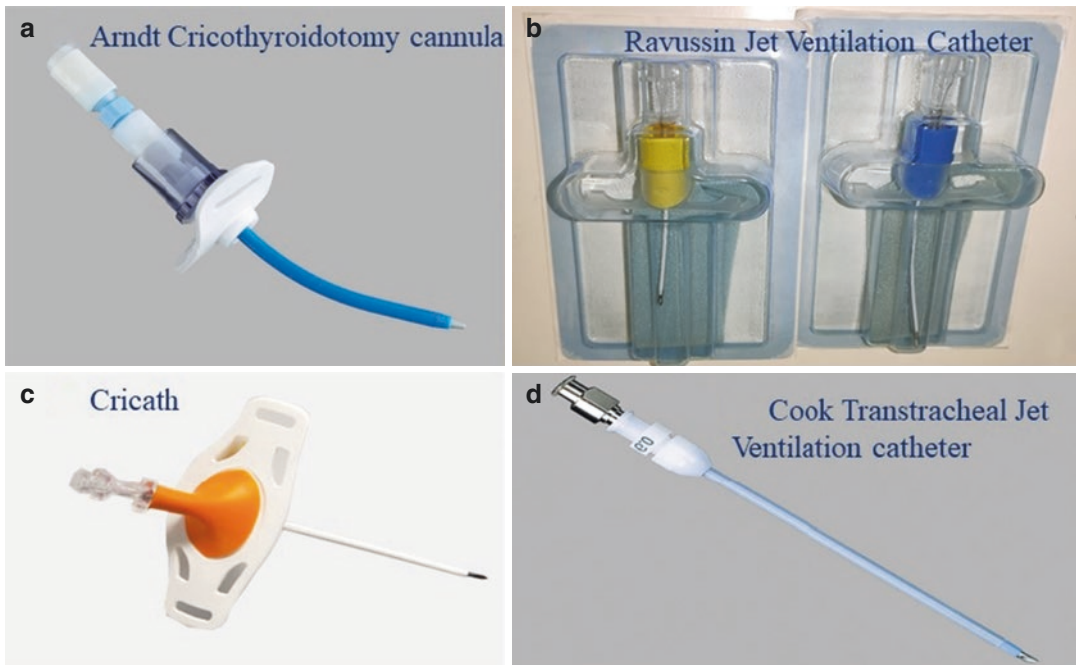 a
Arndt Cricothyroidotomy cannula
b
Ravussin Jet Ventilation Catheter
c
Cricath
d
Cook Transtracheal Jet
Ventilation catheter